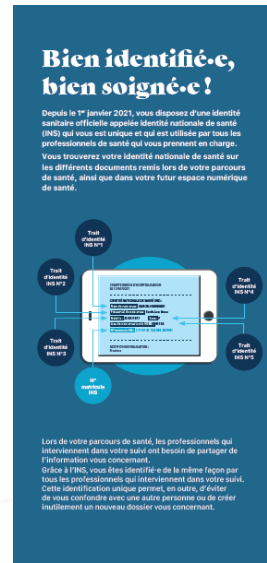 Bien identifié·e,
bien soigné·e !
Depuis le 1er janvier 2021, vous disposez d'une identité
sanitaire officielle appelée identité nationale de santé
(INS) qui vous est unique et qui est utilisée par tous les
professionnels de santé qui vous prennent en charge.
Vous trouverez votre identité nationale de santé sur
les différents documents remis lors de votre parcours
de santé, ainsi que dans votre futur espace numérique
de santé.
Trait
d'identité
INS N°1
Trait
d'identité
INS N°2
Trait
d'identité
INS N°4
Trait
d'identité
INS N°3
Trait
d'identité
INS N°5
N°
matricule
INS
Lors de votre parcours de santé, les professionnels qui
interviennent dans votre suivi ont besoin de partager de
l'information vous concernant.
Grâce à l'INS, vous êtes identifié·e de la même façon par
tous les professionnels qui interviennent dans votre suivi.
Cette identification unique permet, en outre, d'éviter
de vous confondre avec une autre personne ou de créer
inutilement un nouveau dossier vous concernant.